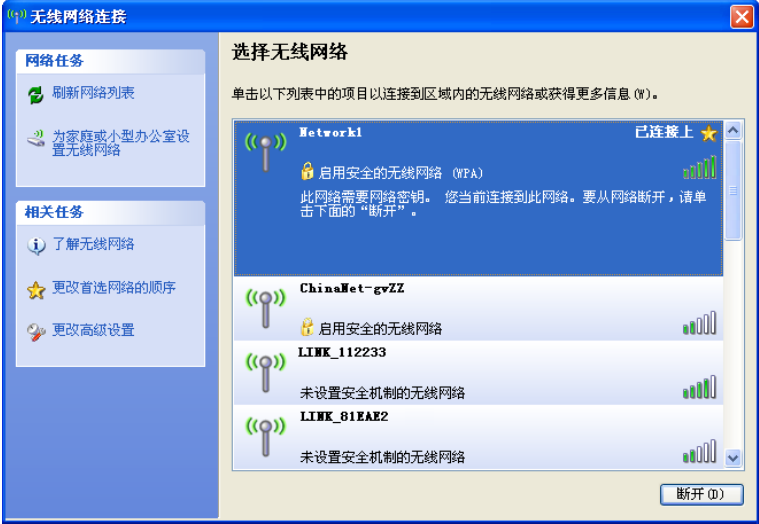 无线网络连接
网络任务
刷新网络列表
为家庭或小型办公室设
置无线网络
相关任务
了解无线网络
更改首选网络的顺序
更改高级设置
选择无线网络
单击以下列表中的项目以连接到区域内的无线网络或获得更多信息(W)。
Network1 已连接上
启用安全的无线网络 (WPA)
此网络需要网络密钥。 您当前连接到此网络。要从网络断开，请单
击下面的“断开”。
ChinaNet-gvZZ
启用安全的无线网络
LINK_112233
未设置安全机制的无线网络
LINK_81EAE2
未设置安全机制的无线网络
断开(D)